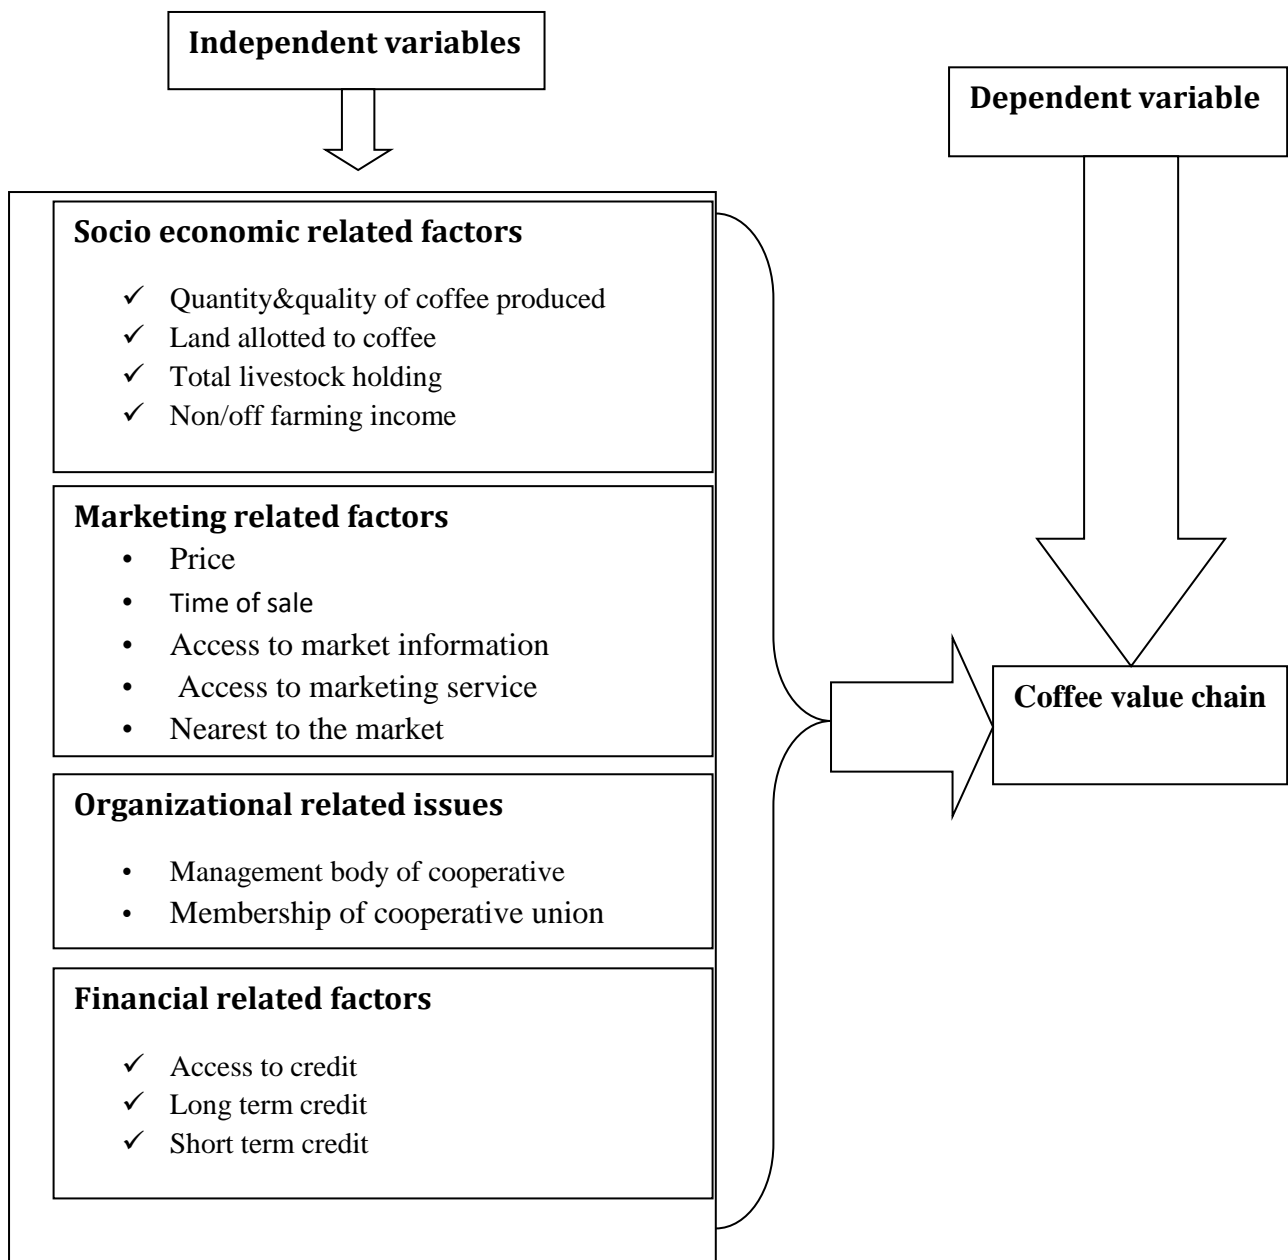 Independent variables
Dependent variable
Socio economic related factors
✓ Quantity&quality of coffee produced
✓ Land allotted to coffee
✓ Total livestock holding
✓ Non/off farming income
Marketing related factors
• Price
• Time of sale
• Access to market information
• Access to marketing service
• Nearest to the market
Coffee value chain
Organizational related issues
• Management body of cooperative
• Membership of cooperative union
Financial related factors
✓ Access to credit
✓ Long term credit
✓ Short term credit